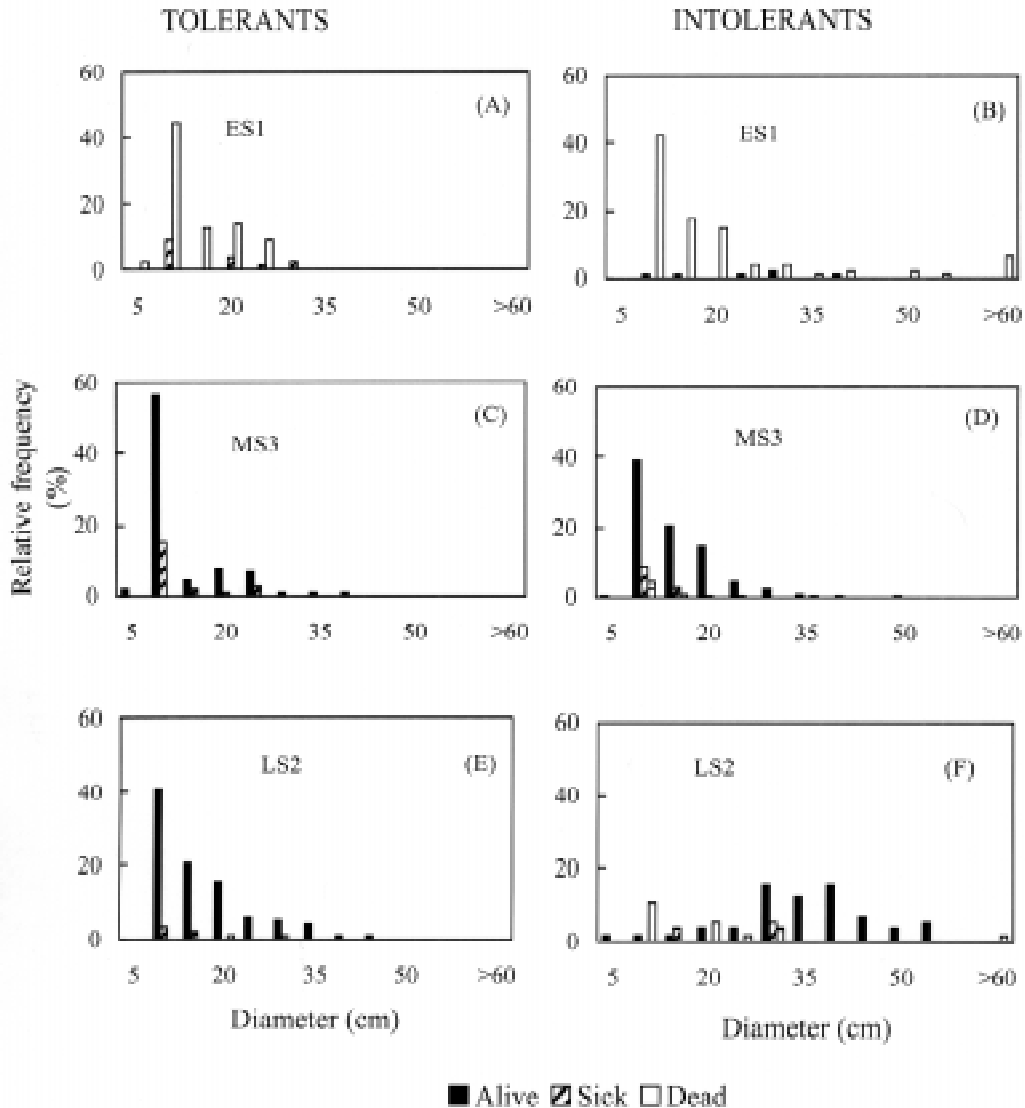 TOLERANTS
INTOLERANTS
60
40
20
0
ES1
(A)
5 20 35 50 >60
60
40
20
0
ES1
(B)
5 20 35 50 >60
Relative frequency
(%)
60
40
20
0
MS3
(C)
5 20 35 50 >60
60
40
20
0
MS3
(D)
5 20 35 50 >60
60
40
20
0
LS2
(E)
5 20 35 50 >60
Diameter (cm)
60
40
20
0
LS2
(F)
5 20 35 50 >60
Diameter (cm)
Alive Sick Dead